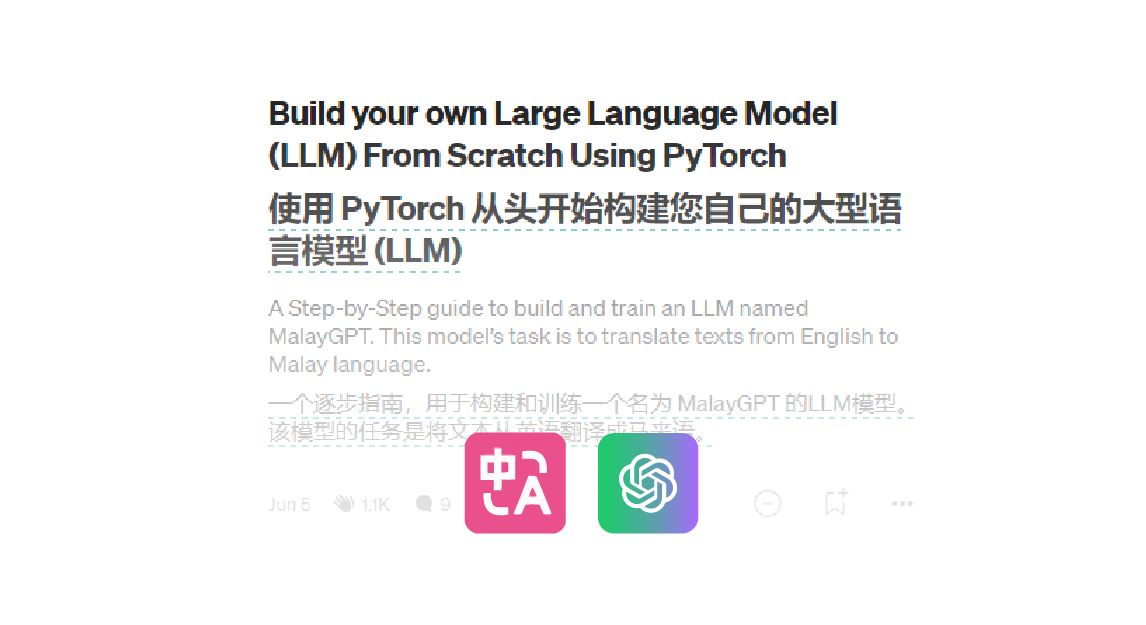 Build your own Large Language Model
(LLM) From Scratch Using PyTorch
使用 PyTorch 从头开始构建您自己的大型语
言模型 (LLM)
A Step-by-Step guide to build and train an LLM named
MalayGPT. This model's task is to translate texts from English to
Malay language.
一个逐步指南，用于构建和训练一个名为 MalayGPT 的LLM模型。
该模型的任务是将文本从英语翻译成马来语。
Jun 5 1.1K 9
中 A